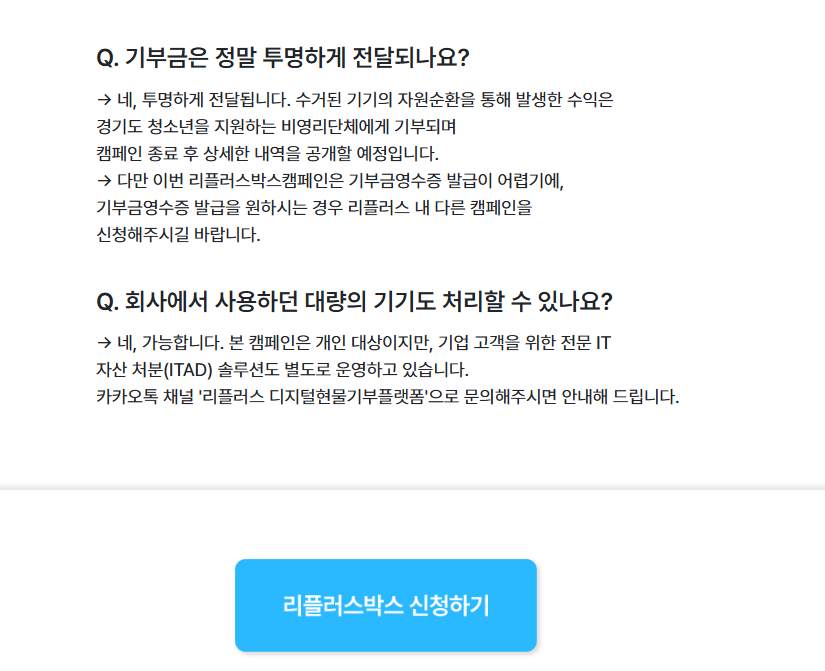 Q. 기부금은 정말 투명하게 전달되나요?
→ 네, 투명하게 전달됩니다. 수거된 기기의 자원순환을 통해 발생한 수익은
경기도 청소년을 지원하는 비영리단체에게 기부되며
캠페인 종료 후 상세한 내역을 공개할 예정입니다.
→ 다만 이번 리플러스박스캠페인은 기부금영수증 발급이 어렵기에,
기부금영수증 발급을 원하시는 경우 리플러스 내 다른 캠페인을
신청해주시길 바랍니다.
Q. 회사에서 사용하던 대량의 기기도 처리할 수 있나요?
→ 네, 가능합니다. 본 캠페인은 개인 대상이지만, 기업 고객을 위한 전문 IT
자산 처분(ITAD) 솔루션도 별도로 운영하고 있습니다.
카카오톡 채널 '리플러스 디지털현물기부플랫폼'으로 문의해주시면 안내해 드립니다.
리플러스박스 신청하기